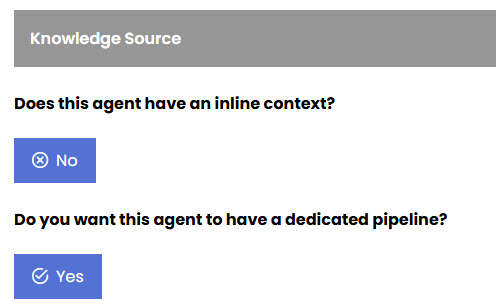 Knowledge Source
Does this agent have an inline context?
No
Do you want this agent to have a dedicated pipeline?
Yes